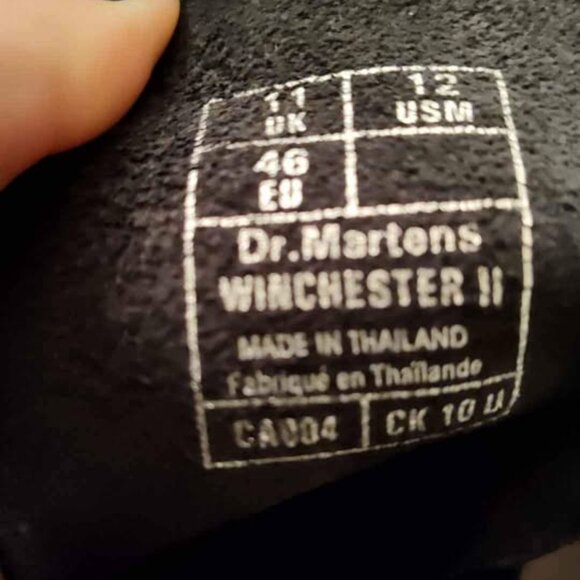 11 12
UK USM
46
EU
Dr.Martens
WINCHESTER II
MADE IN THAILAND
Fabriqué en Thaïlande
CA004 CK 10 U